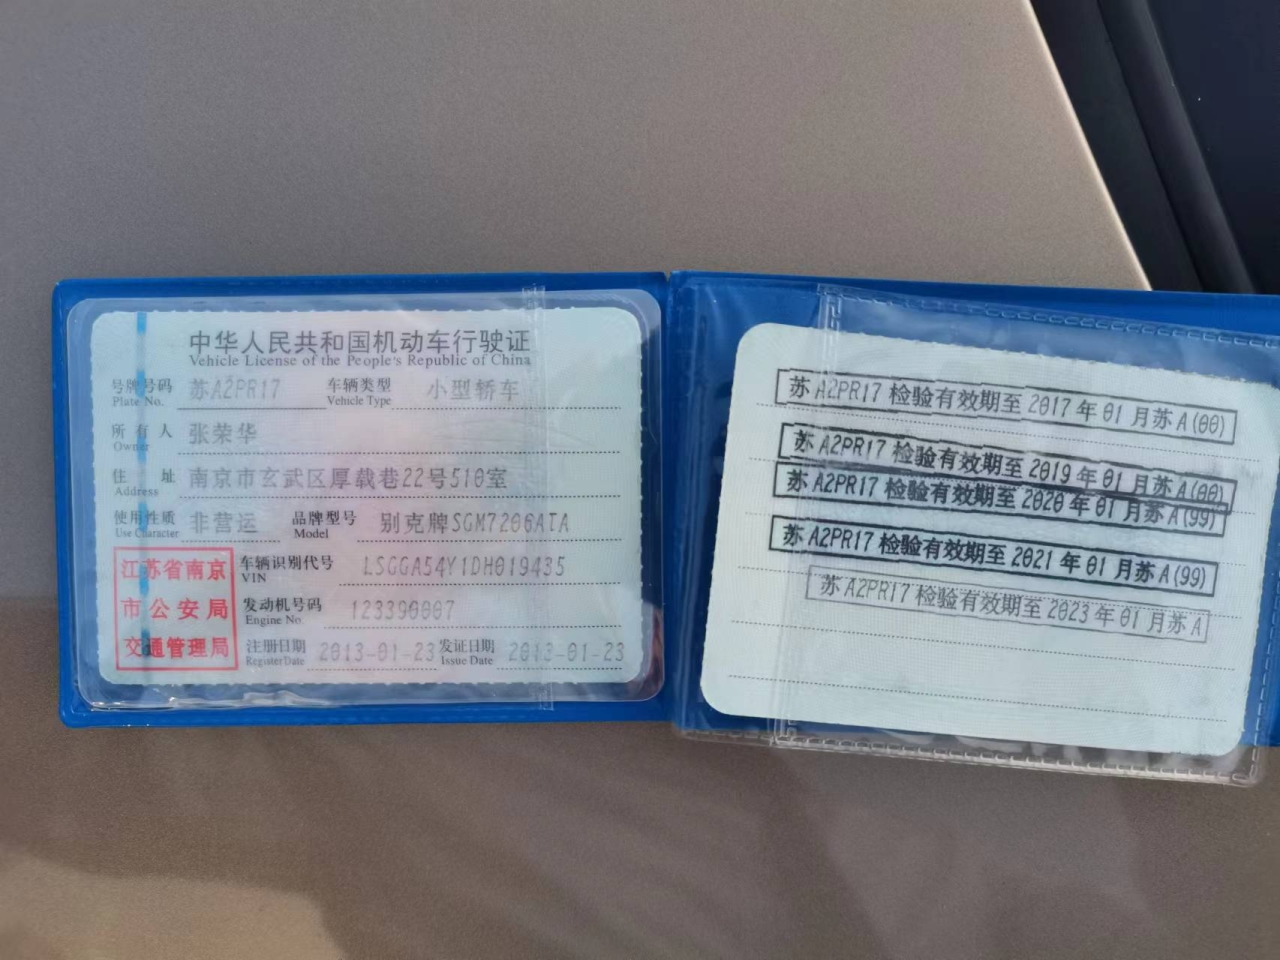 中华人民共和国机动车行驶证
Vehicle License of the People's Republic of China
号牌号码 苏A2PR17 车辆类型 小型轿车
Plate No. Vehicle Type
所有人 张荣华
Owner
住址 南京市玄武区厚载巷22号510室
Address
使用性质 非营运 品牌型号 别克牌SGM7206ATA
Use Character Model
车辆识别代号 LSGGA54Y1DH019435
VIN
发动机号码 123390007
Engine No.
注册日期 2013-01-23 发证日期 2013-01-23
Register Date Issue Date
江苏省南京
市公安局
交通管理局
苏A2PR17 检验有效期至 2017年01月苏A(00)
苏A2PR17 检验有效期至 2019年01月苏A(00)
苏A2PR17 检验有效期至 2020年01月苏A(99)
苏A2PR17 检验有效期至 2021年01月苏A(99)
苏A2PR17 检验有效期至 2023年01月苏A